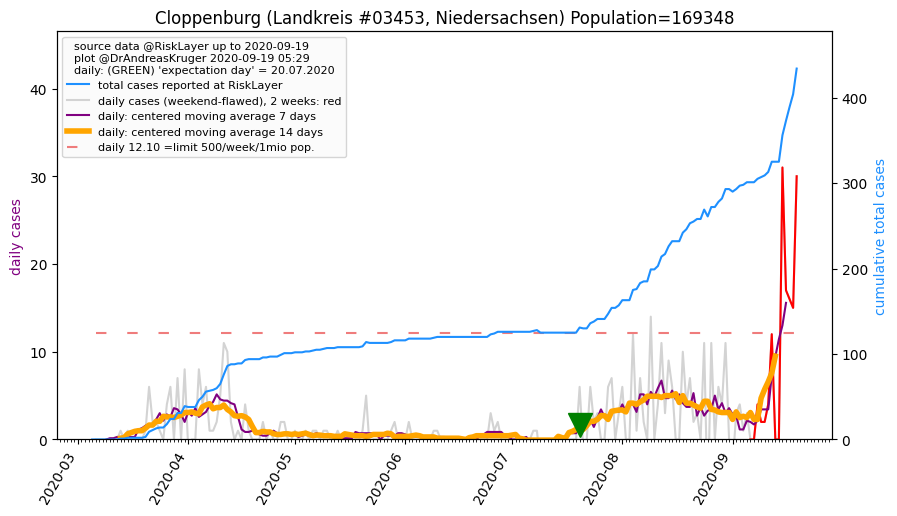 Cloppenburg (Landkreis #03453, Niedersachsen) Population=169348
source data @RiskLayer up to 2020-09-19
plot @DrAndreasKruger 2020-09-19 05:29
daily: (GREEN) 'expectation day' = 20.07.2020
total cases reported at RiskLayer
daily cases (weekend-flawed), 2 weeks: red
daily: centered moving average 7 days
daily: centered moving average 14 days
daily 12.10 =limit 500/week/1mio pop.
daily cases
40
30
20
10
0
cumulative total cases
400
300
200
100
0
2020-03
2020-04
2020-05
2020-06
2020-07
2020-08
2020-09